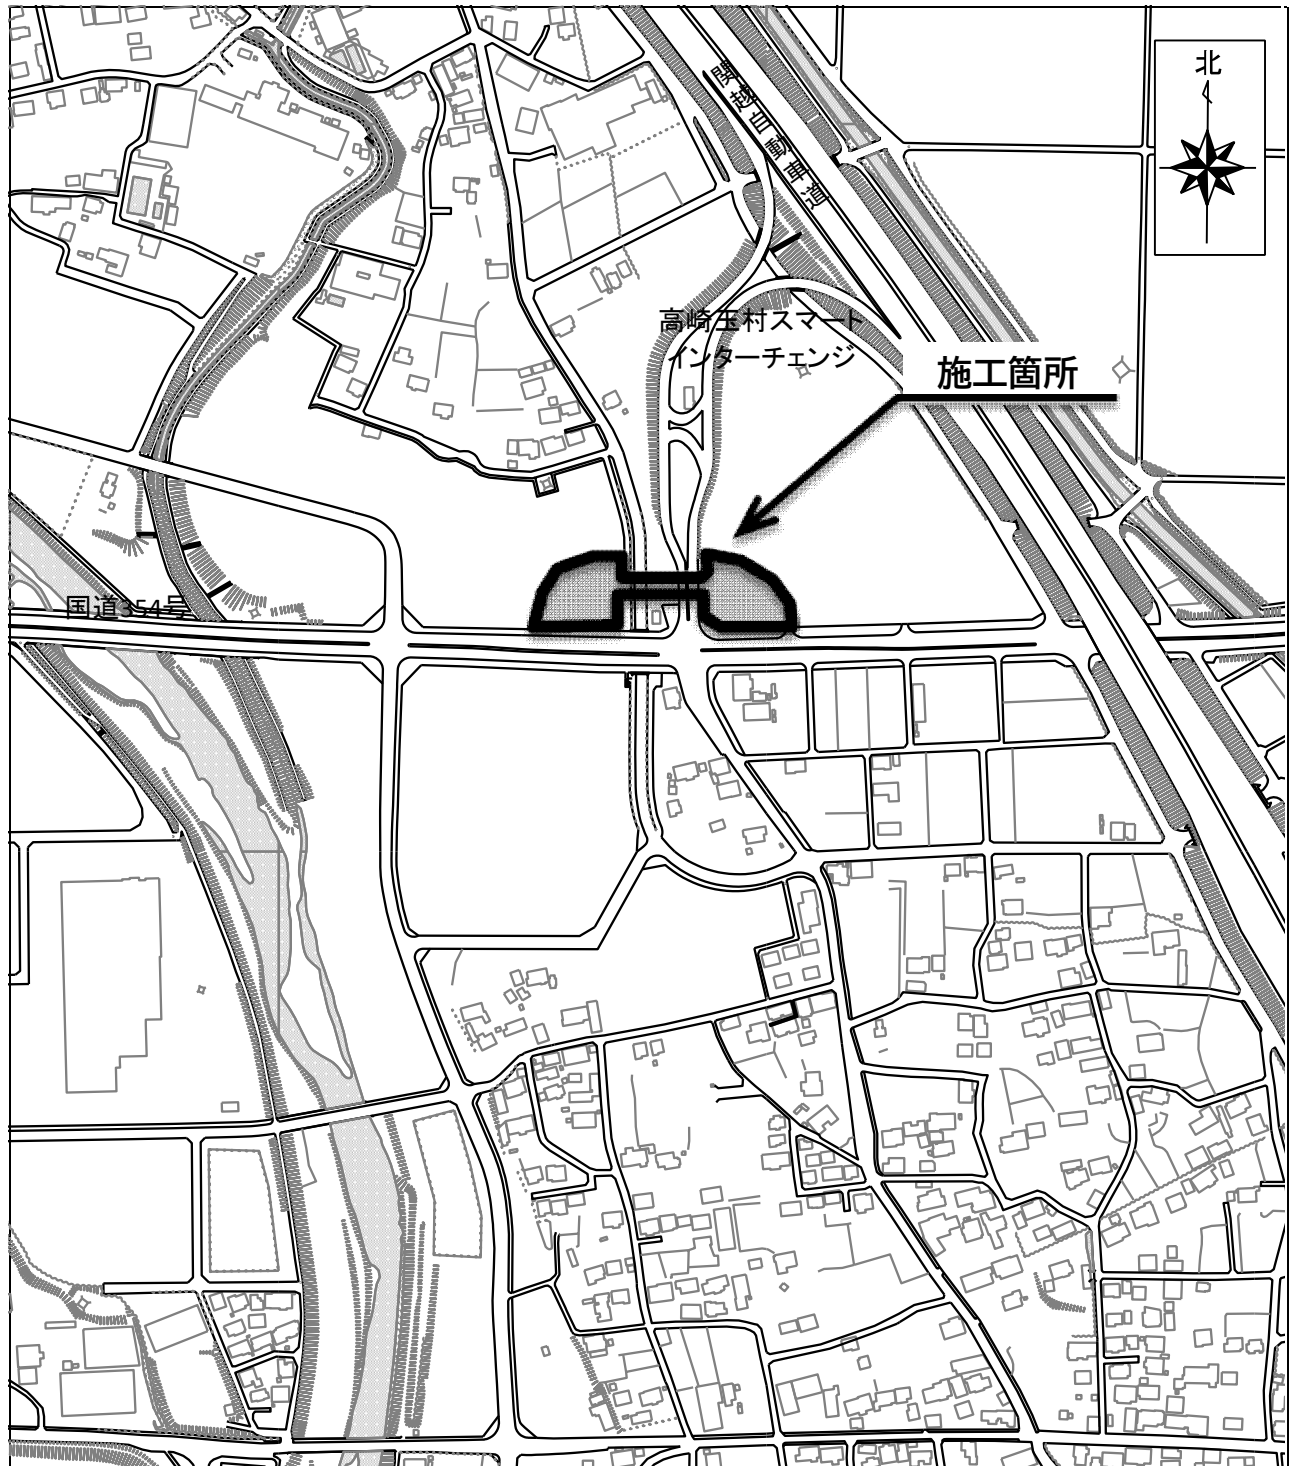 北
関越自動車道
高崎玉村スマート
インターチェンジ
施工箇所
国道354号